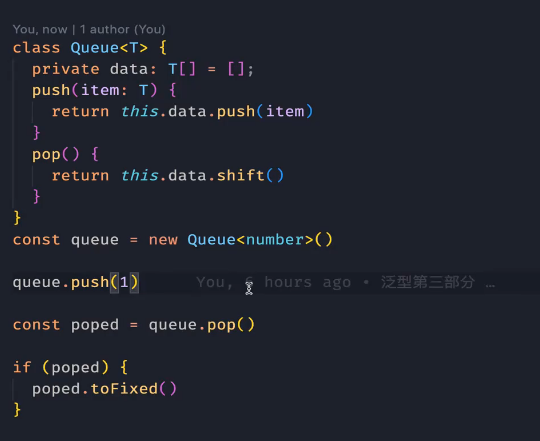 You, now | 1 author (You)
class Queue<T> {
  private data: T[] = [];
  push(item: T) {
    return this.data.push(item)
  }
  pop() {
    return this.data.shift()
  }
}
const queue = new Queue<number>()
queue.push(1) You, 6 hours ago • 泛型第三部分 …
const poped = queue.pop()
if (poped) {
  poped.toFixed()
}